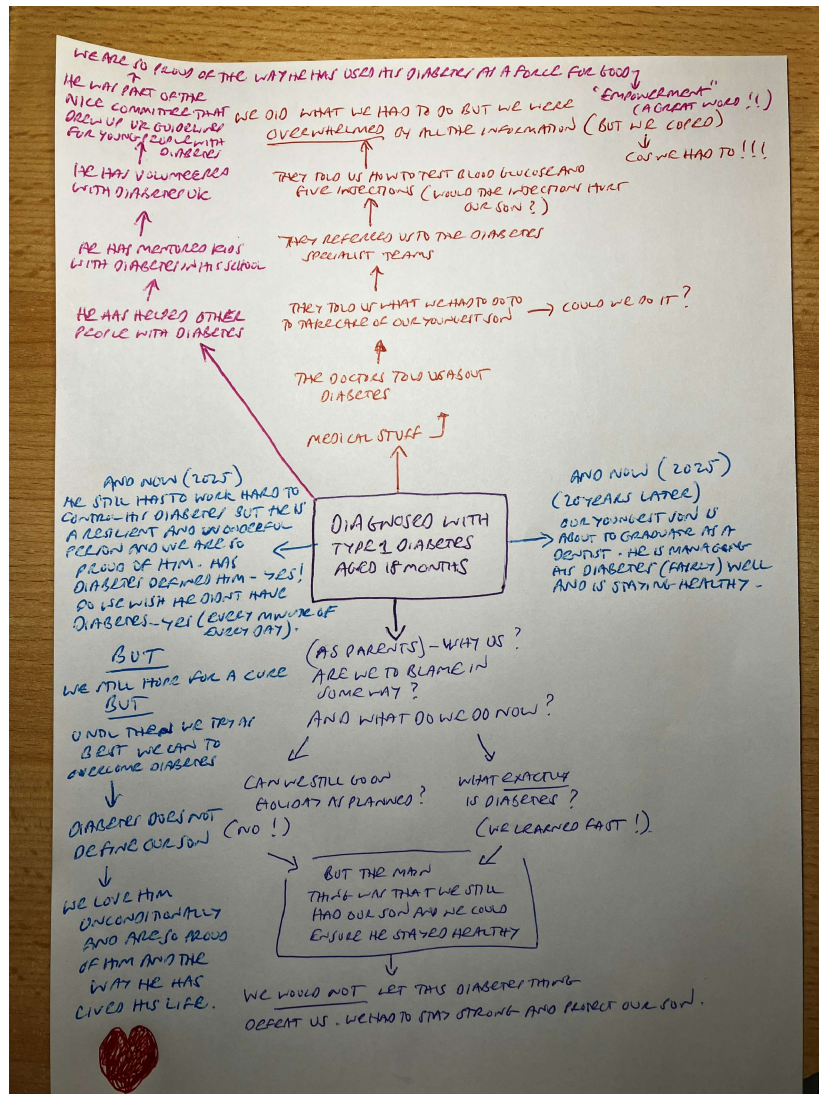 WE ARE SO PROUD OF THE WAY HE HAS USED HIS DIABETES AS A FORCE FOR GOOD
HE WAS PART OF THE
NICE COMMITTEE THAT
DREW UP UK GUIDELINES
FOR YOUNG PEOPLE WITH
DIABETES
HE HAS VOLUNTEERED
WITH DIABETES UK
HE HAS MENTORED KIDS
WITH DIABETES IN HIS SCHOOL
HE HAS HELPED OTHER
PEOPLE WITH DIABETES
"EMPOWERMENT"
(A GREAT WORD!!)
WE DID WHAT WE HAD TO DO BUT WE WERE
OVERWHELMED BY ALL THE INFORMATION (BUT WE COPED)
COS WE HAD TO!!!
THEY TOLD US HOW TO TEST BLOOD GLUCOSE AND
GIVE INJECTIONS (WOULD THE INJECTIONS HURT
OUR SON?)
THEY REFERRED US TO THE DIABETES
SPECIALIST TEAMS
THEY TOLD US WHAT WE HAD TO DO TO
TO TAKE CARE OF OUR YOUNGEST SON → COULD WE DO IT?
THE DOCTORS TOLD US ABOUT
DIABETES
MEDICAL STUFF
DIAGNOSED WITH
TYPE 1 DIABETES
AGED 18 MONTHS
AND NOW (2025)
(20 YEARS LATER)
OUR YOUNGEST SON IS
ABOUT TO GRADUATE AS A
DENTIST. HE IS MANAGING
HIS DIABETES (FAIRLY) WELL
AND IS STAYING HEALTHY.
AND NOW (2025)
HE STILL HAS TO WORK HARD TO
CONTROL HIS DIABETES BUT HE IS
A RESILIENT AND WONDERFUL
PERSON AND WE ARE SO
PROUD OF HIM. HAS
DIABETES DEFINED HIM - YES!
DO WE WISH HE DIDN'T HAVE
DIABETES - YES (EVERY MINUTE OF
EVERY DAY).
BUT
WE STILL HOPE FOR A CURE
BUT
UNTIL THEN WE TRY AS
BEST WE CAN TO
OVERCOME DIABETES
DIABETES DOES NOT
DEFINE OUR SON
WE LOVE HIM
UNCONDITIONALLY
AND ARE SO PROUD
OF HIM AND THE
WAY HE HAS
LIVED HIS LIFE.
(AS PARENTS) - WHY US?
ARE WE TO BLAME IN
SOME WAY?
AND WHAT DO WE DO NOW?
CAN WE STILL GO ON
HOLIDAY AS PLANNED?
(NO!)
WHAT EXACTLY
IS DIABETES?
(WE LEARNED FAST!)
BUT THE MAIN
THING WAS THAT WE STILL
HAD OUR SON AND WE COULD
ENSURE HE STAYED HEALTHY
WE WOULD NOT LET THIS DIABETES THING
DEFEAT US. WE HAD TO STAY STRONG AND PROTECT OUR SON.